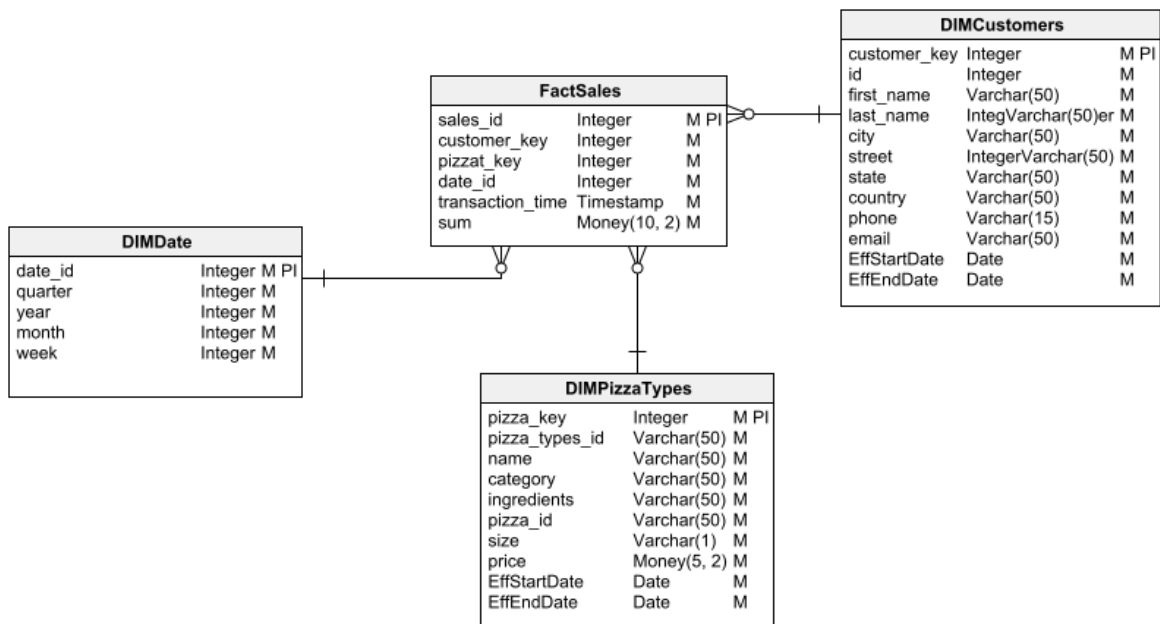 DIMCustomers
customer_key Integer M PI
id Integer M
first_name Varchar(50) M
last_name IntegVarchar(50)er M
city Varchar(50) M
street IntegerVarchar(50) M
state Varchar(50) M
country Varchar(50) M
phone Varchar(15) M
email Varchar(50) M
EffStartDate Date M
EffEndDate Date M
FactSales
sales_id Integer M PI
customer_key Integer M
pizzat_key Integer M
date_id Integer M
transaction_time Timestamp M
sum Money(10, 2) M
DIMDate
date_id Integer M PI
quarter Integer M
year Integer M
month Integer M
week Integer M
DIMPizzaTypes
pizza_key Integer M PI
pizza_types_id Varchar(50) M
name Varchar(50) M
category Varchar(50) M
ingredients Varchar(50) M
pizza_id Varchar(50) M
size Varchar(1) M
price Money(5, 2) M
EffStartDate Date M
EffEndDate Date M